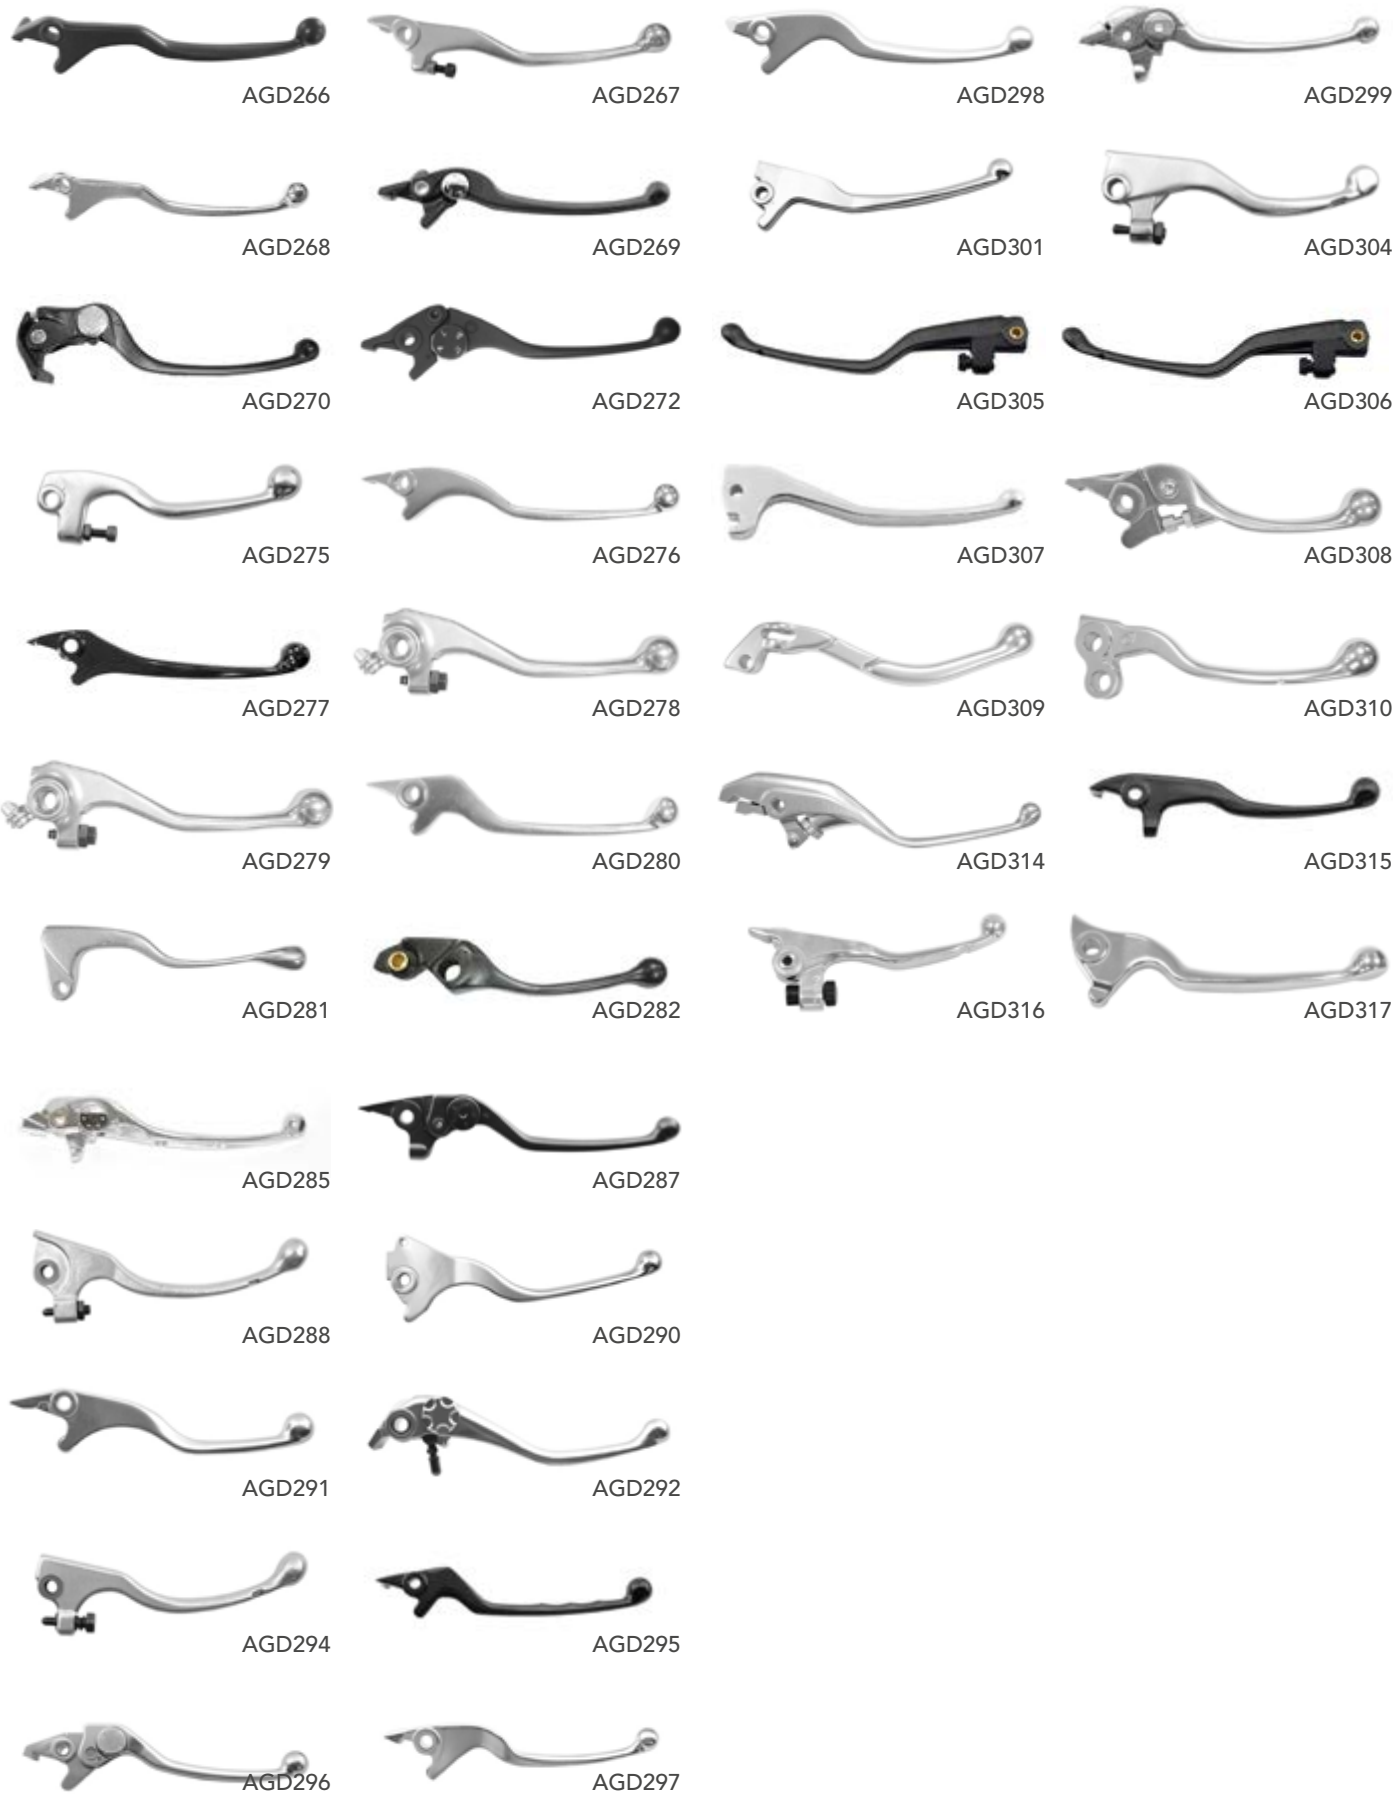 AGD266 AGD267 AGD298 AGD299
AGD268 AGD269 AGD301 AGD304
AGD270 AGD272 AGD305 AGD306
AGD275 AGD276 AGD307 AGD308
AGD277 AGD278 AGD309 AGD310
AGD279 AGD280 AGD314 AGD315
AGD281 AGD282 AGD316 AGD317
AGD285 AGD287
AGD288 AGD290
AGD291 AGD292
AGD294 AGD295
AGD296 AGD297